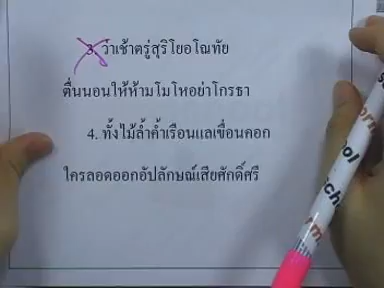 3. ว่าเช้าตรู่สุริโยอโณทัย
ตื่นนอนให้ห้ามโมโหอย่าโกรธา
4. ทั้งไม้ล้ำค้ำเรือนแลเขื่อนคอก
ใครลอดออกอัปลักษณ์เสียศักดิ์ศรี
school